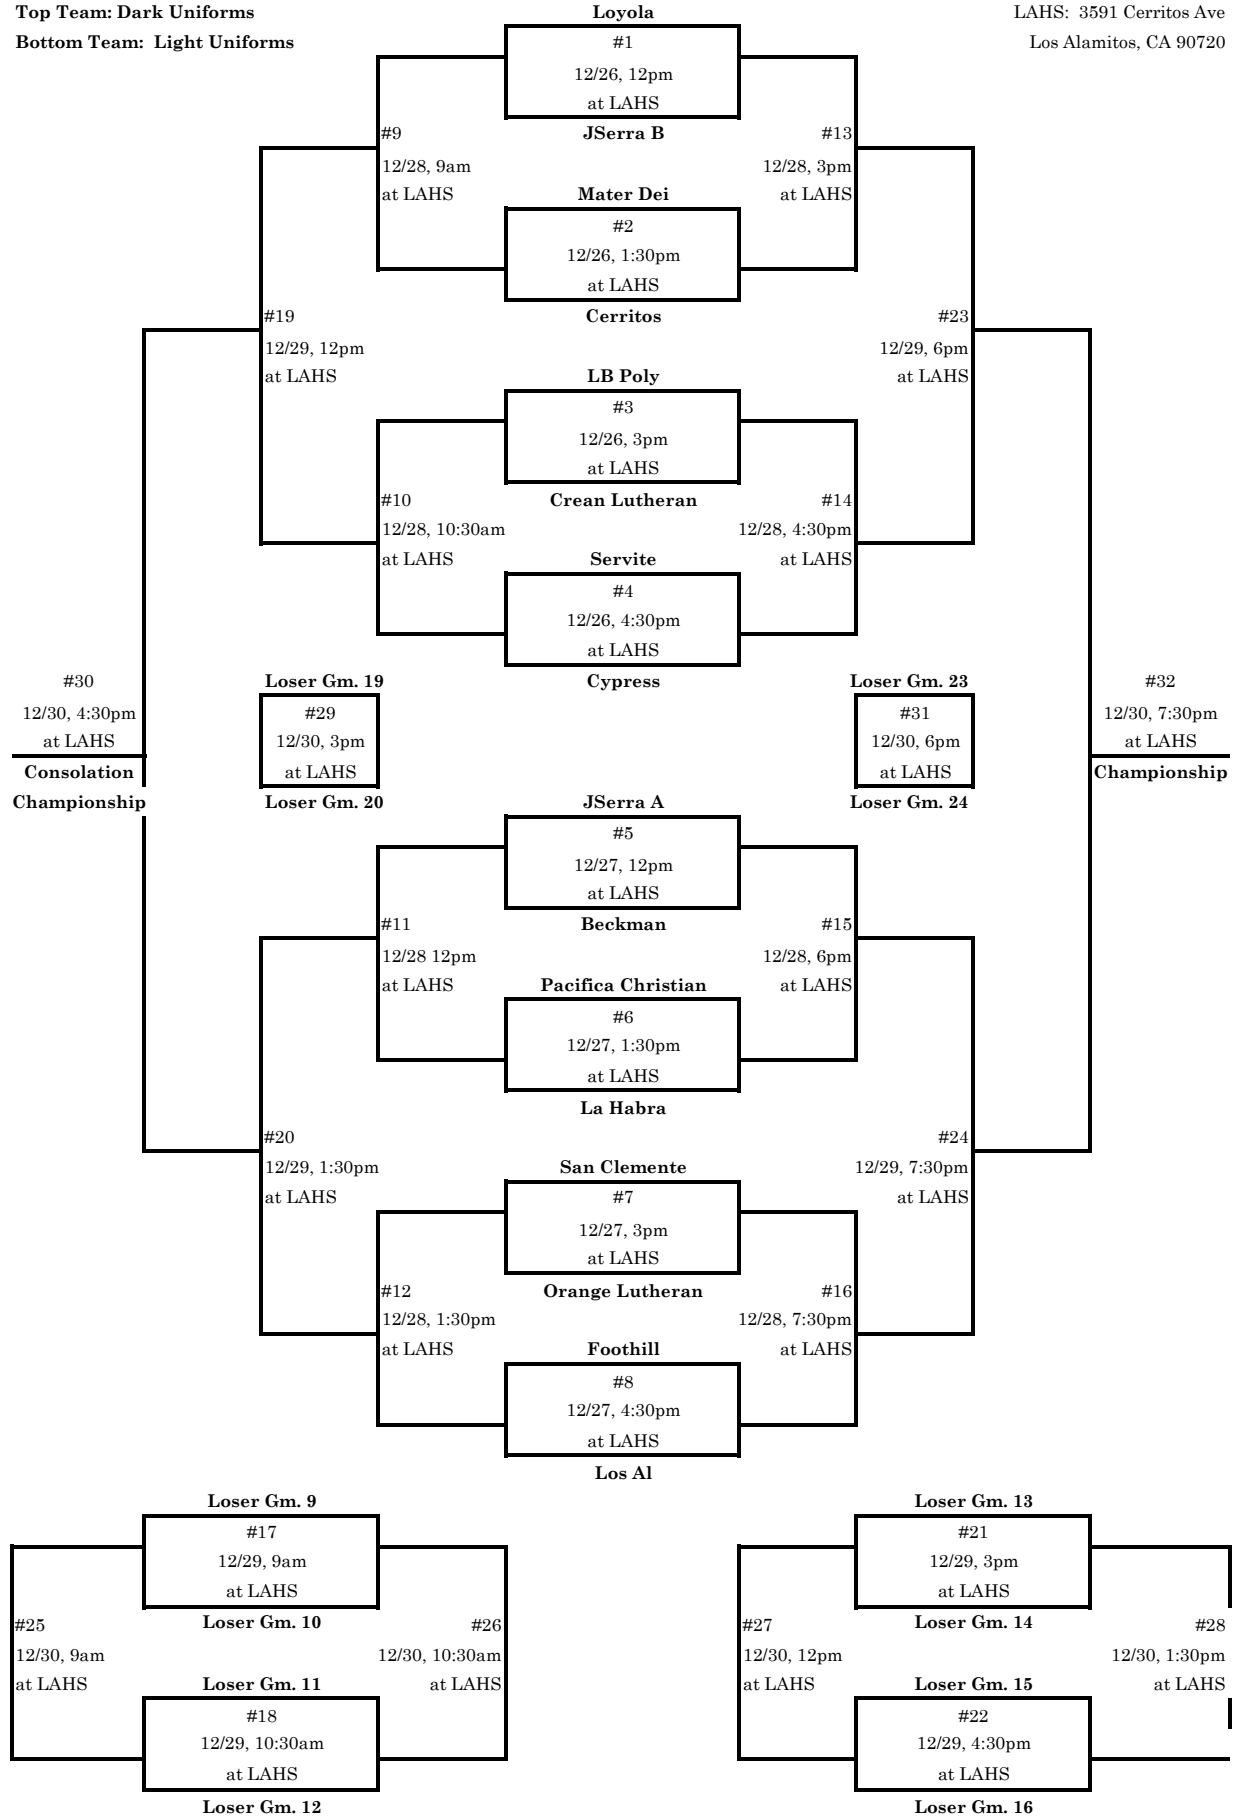 Top Team: Dark Uniforms
Bottom Team:  Light Uniforms
LAHS:  3591 Cerritos Ave
Los Alamitos, CA 90720
Loyola
#1
12/26, 12pm
at LAHS
JSerra B
#9
12/28, 9am
at LAHS
#13
12/28, 3pm
at LAHS
Mater Dei
#2
12/26, 1:30pm
at LAHS
Cerritos
#19
12/29, 12pm
at LAHS
#23
12/29, 6pm
at LAHS
LB Poly
#3
12/26, 3pm
at LAHS
Crean Lutheran
#10
12/28, 10:30am
at LAHS
#14
12/28, 4:30pm
at LAHS
Servite
#4
12/26, 4:30pm
at LAHS
Cypress
#30
12/30, 4:30pm
at LAHS
Consolation
Championship
Loser Gm. 19
#29
12/30, 3pm
at LAHS
Loser Gm. 20
Loser Gm. 23
#31
12/30, 6pm
at LAHS
Loser Gm. 24
#32
12/30, 7:30pm
at LAHS
Championship
JSerra A
#5
12/27, 12pm
at LAHS
Beckman
#11
12/28 12pm
at LAHS
#15
12/28, 6pm
at LAHS
Pacifica Christian
#6
12/27, 1:30pm
at LAHS
La Habra
#20
12/29, 1:30pm
at LAHS
#24
12/29, 7:30pm
at LAHS
San Clemente
#7
12/27, 3pm
at LAHS
Orange Lutheran
#12
12/28, 1:30pm
at LAHS
#16
12/28, 7:30pm
at LAHS
Foothill
#8
12/27, 4:30pm
at LAHS
Los Al
Loser Gm. 9
#17
12/29, 9am
at LAHS
Loser Gm. 10
#25
12/30, 9am
at LAHS
#26
12/30, 10:30am
at LAHS
Loser Gm. 11
#18
12/29, 10:30am
at LAHS
Loser Gm. 12
Loser Gm. 13
#21
12/29, 3pm
at LAHS
Loser Gm. 14
#27
12/30, 12pm
at LAHS
#28
12/30, 1:30pm
at LAHS
Loser Gm. 15
#22
12/29, 4:30pm
at LAHS
Loser Gm. 16